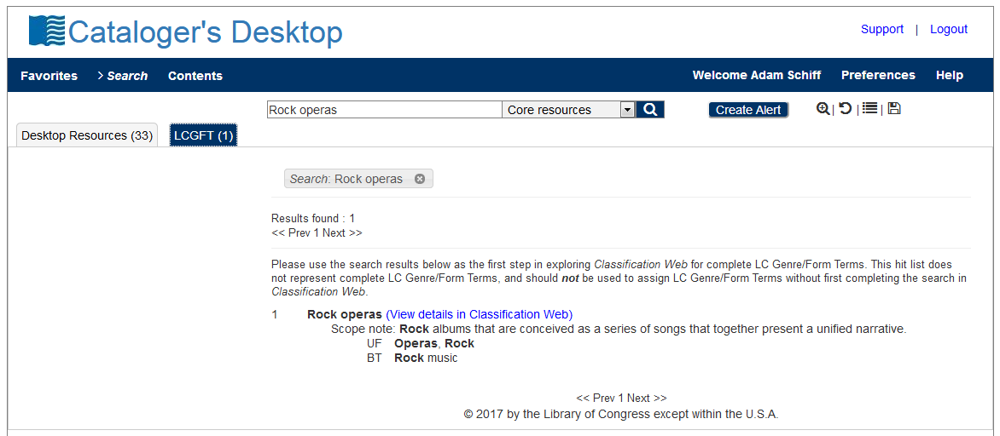 Cataloger's Desktop
Support | Logout
Favorites > Search Contents Welcome Adam Schiff Preferences Help
Rock operas Core resources Create Alert
Desktop Resources (33) LCGFT (1)
Search: Rock operas
Results found : 1
<< Prev 1 Next >>
Please use the search results below as the first step in exploring Classification Web for complete LC Genre/Form Terms. This hit list does
not represent complete LC Genre/Form Terms, and should not be used to assign LC Genre/Form Terms without first completing the search in
Classification Web.
1 Rock operas (View details in Classification Web)
Scope note: Rock albums that are conceived as a series of songs that together present a unified narrative.
UF Operas, Rock
BT Rock music
<< Prev 1 Next >>
© 2017 by the Library of Congress except within the U.S.A.